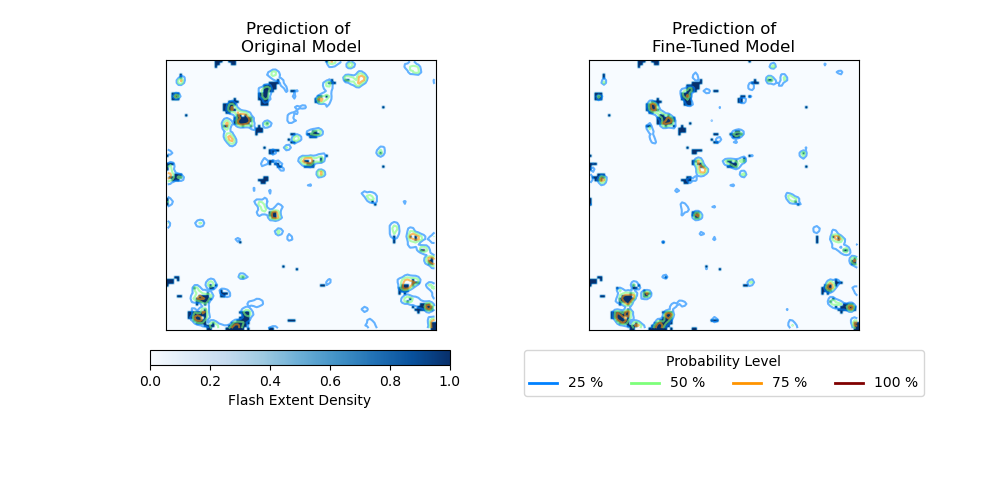 Prediction of
Original Model
Prediction of
Fine-Tuned Model
0.0 0.2 0.4 0.6 0.8 1.0
Flash Extent Density
Probability Level
25 % 50 % 75 % 100 %